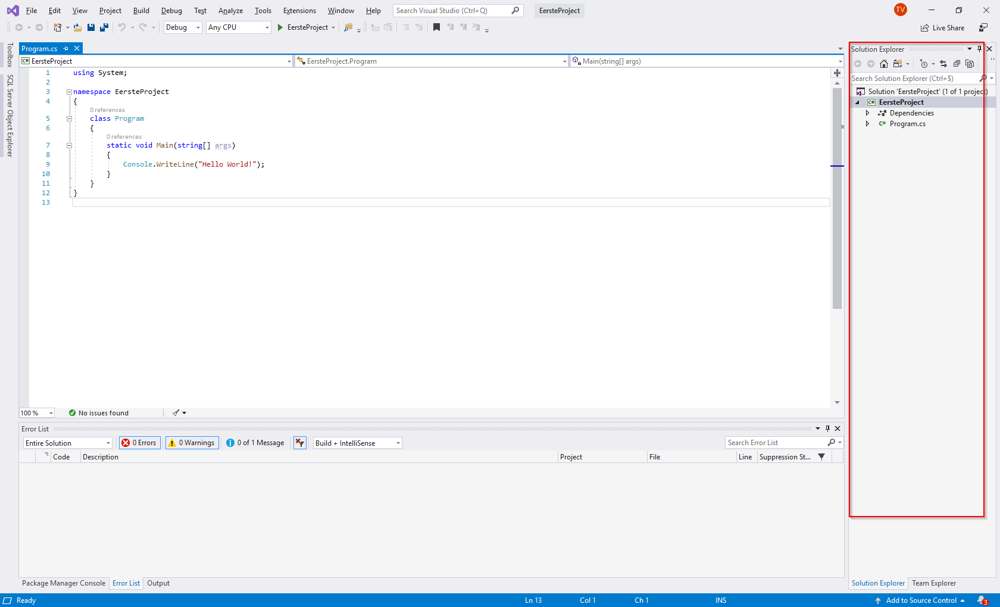 File Edit View Project Build Debug Test Analyze Tools Extensions Window Help Search Visual Studio (Ctrl+Q) EersteProject TV
Debug Any CPU EersteProject Live Share
Toolbox
SQL Server Object Explorer
Program.cs
EersteProject EersteProject.Program Main(string[] args)
1 using System;
2
3 namespace EersteProject
4 {
0 references
5 class Program
6 {
0 references
7 static void Main(string[] args)
8 {
9 Console.WriteLine("Hello World!");
10 }
11 }
12 }
13
100 % No issues found
Solution Explorer
Search Solution Explorer (Ctrl+$)
Solution 'EersteProject' (1 of 1 project)
C# EersteProject
Dependencies
C# Program.cs
Error List
Entire Solution 0 Errors 0 Warnings 0 of 1 Message Build + IntelliSense Search Error List
Code Description Project File Line Suppression St...
Package Manager Console Error List Output
Solution Explorer Team Explorer
Ready Ln 13 Col 1 Ch 1 INS Add to Source Control 3